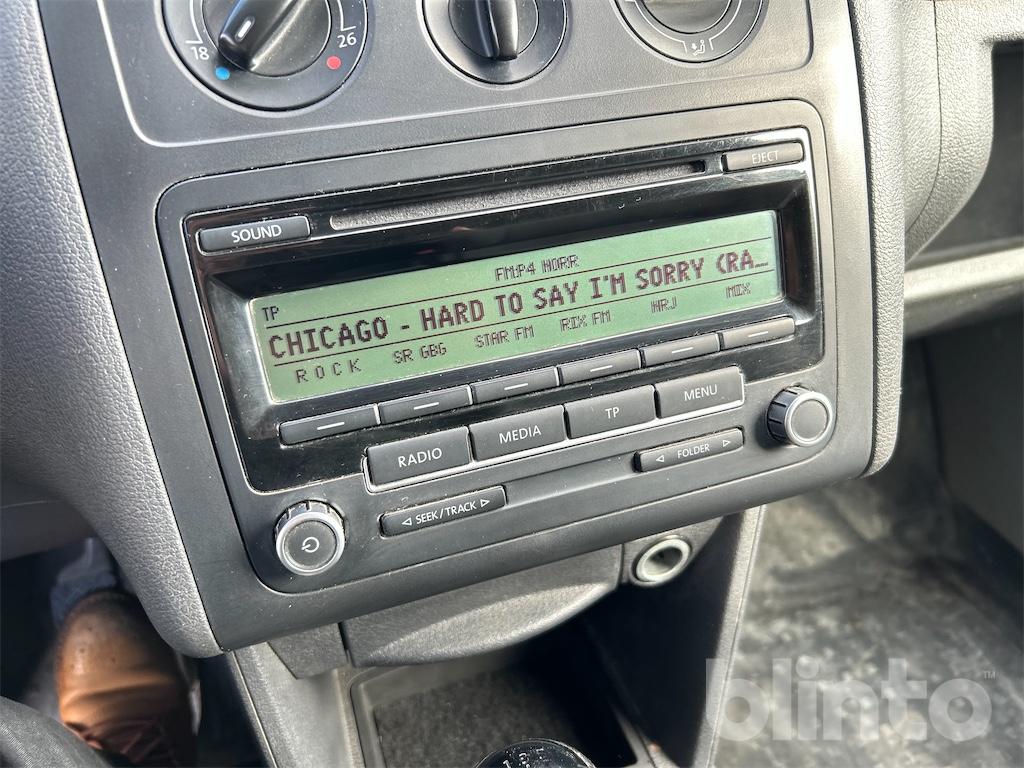 18
26
EJECT
SOUND
FM:P4 NORR
TP
CHICAGO - HARD TO SAY I'M SORRY (RA...
ROCK SR GBG STAR FM RIX FM NRJ MIX
RADIO MEDIA TP MENU
SEEK/TRACK FOLDER
blinto™